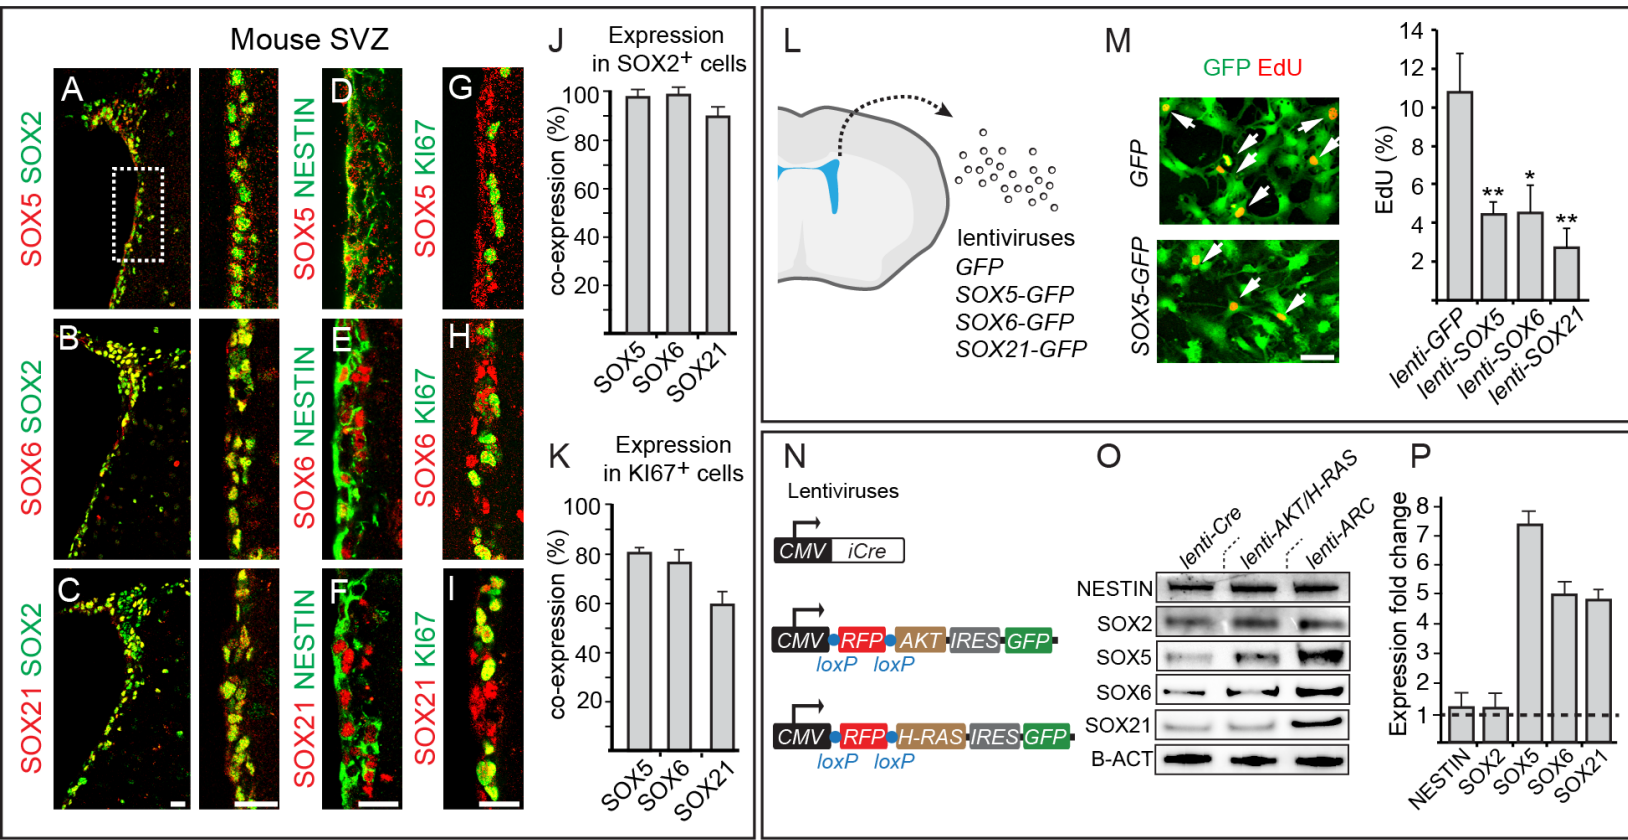 Mouse SVZ
A
SOX5 SOX2
D
SOX5 NESTIN
G
SOX5 KI67
B
SOX6 SOX2
E
SOX6 NESTIN
H
SOX6 KI67
C
SOX21 SOX2
F
SOX21 NESTIN
I
SOX21 KI67
J
Expression
in SOX2+ cells
co-expression (%)
100
80
60
40
20
SOX5
SOX6
SOX21
K
Expression
in KI67+ cells
co-expression (%)
100
80
60
40
20
SOX5
SOX6
SOX21
L
lentiviruses
GFP
SOX5-GFP
SOX6-GFP
SOX21-GFP
M
GFP EdU
GFP
SOX5-GFP
EdU (%)
14
12
10
8
6
4
2
**
*
**
lenti-GFP
lenti-SOX5
lenti-SOX6
lenti-SOX21
N
Lentiviruses
CMV iCre
CMV RFP AKT IRES GFP
loxP loxP
CMV RFP H-RAS IRES GFP
loxP loxP
O
lenti-Cre
lenti-AKT/H-RAS
lenti-ARC
NESTIN
SOX2
SOX5
SOX6
SOX21
B-ACT
P
Expression fold change
8
7
6
5
4
3
2
1
NESTIN
SOX2
SOX5
SOX6
SOX21